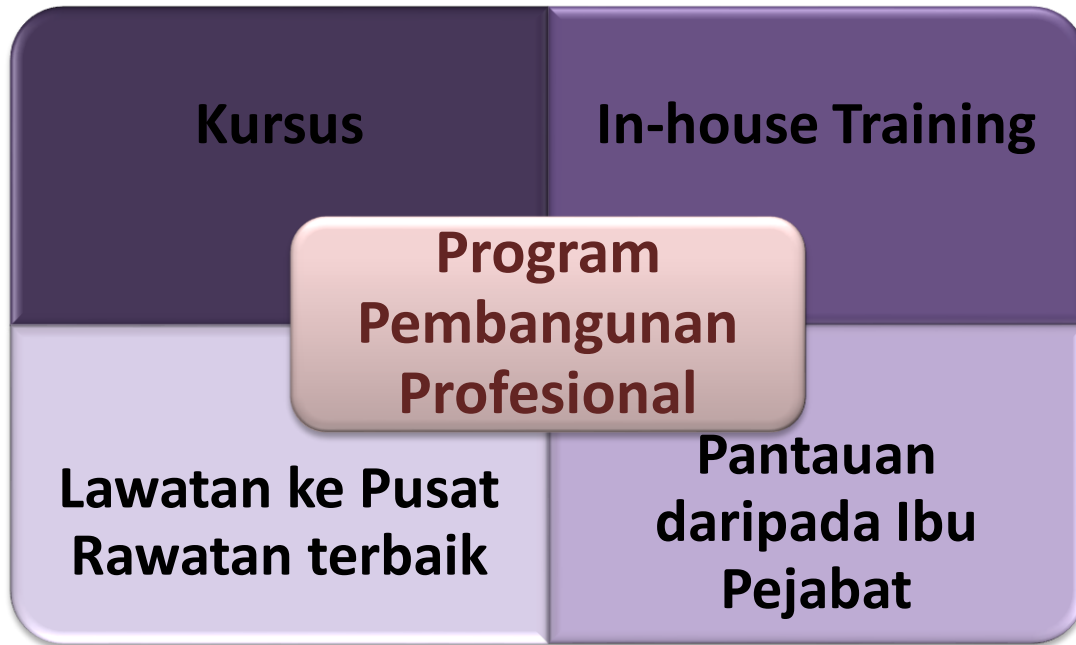 Kursus
In-house Training
Program
Pembangunan
Profesional
Lawatan ke Pusat
Rawatan terbaik
Pantauan
daripada Ibu
Pejabat